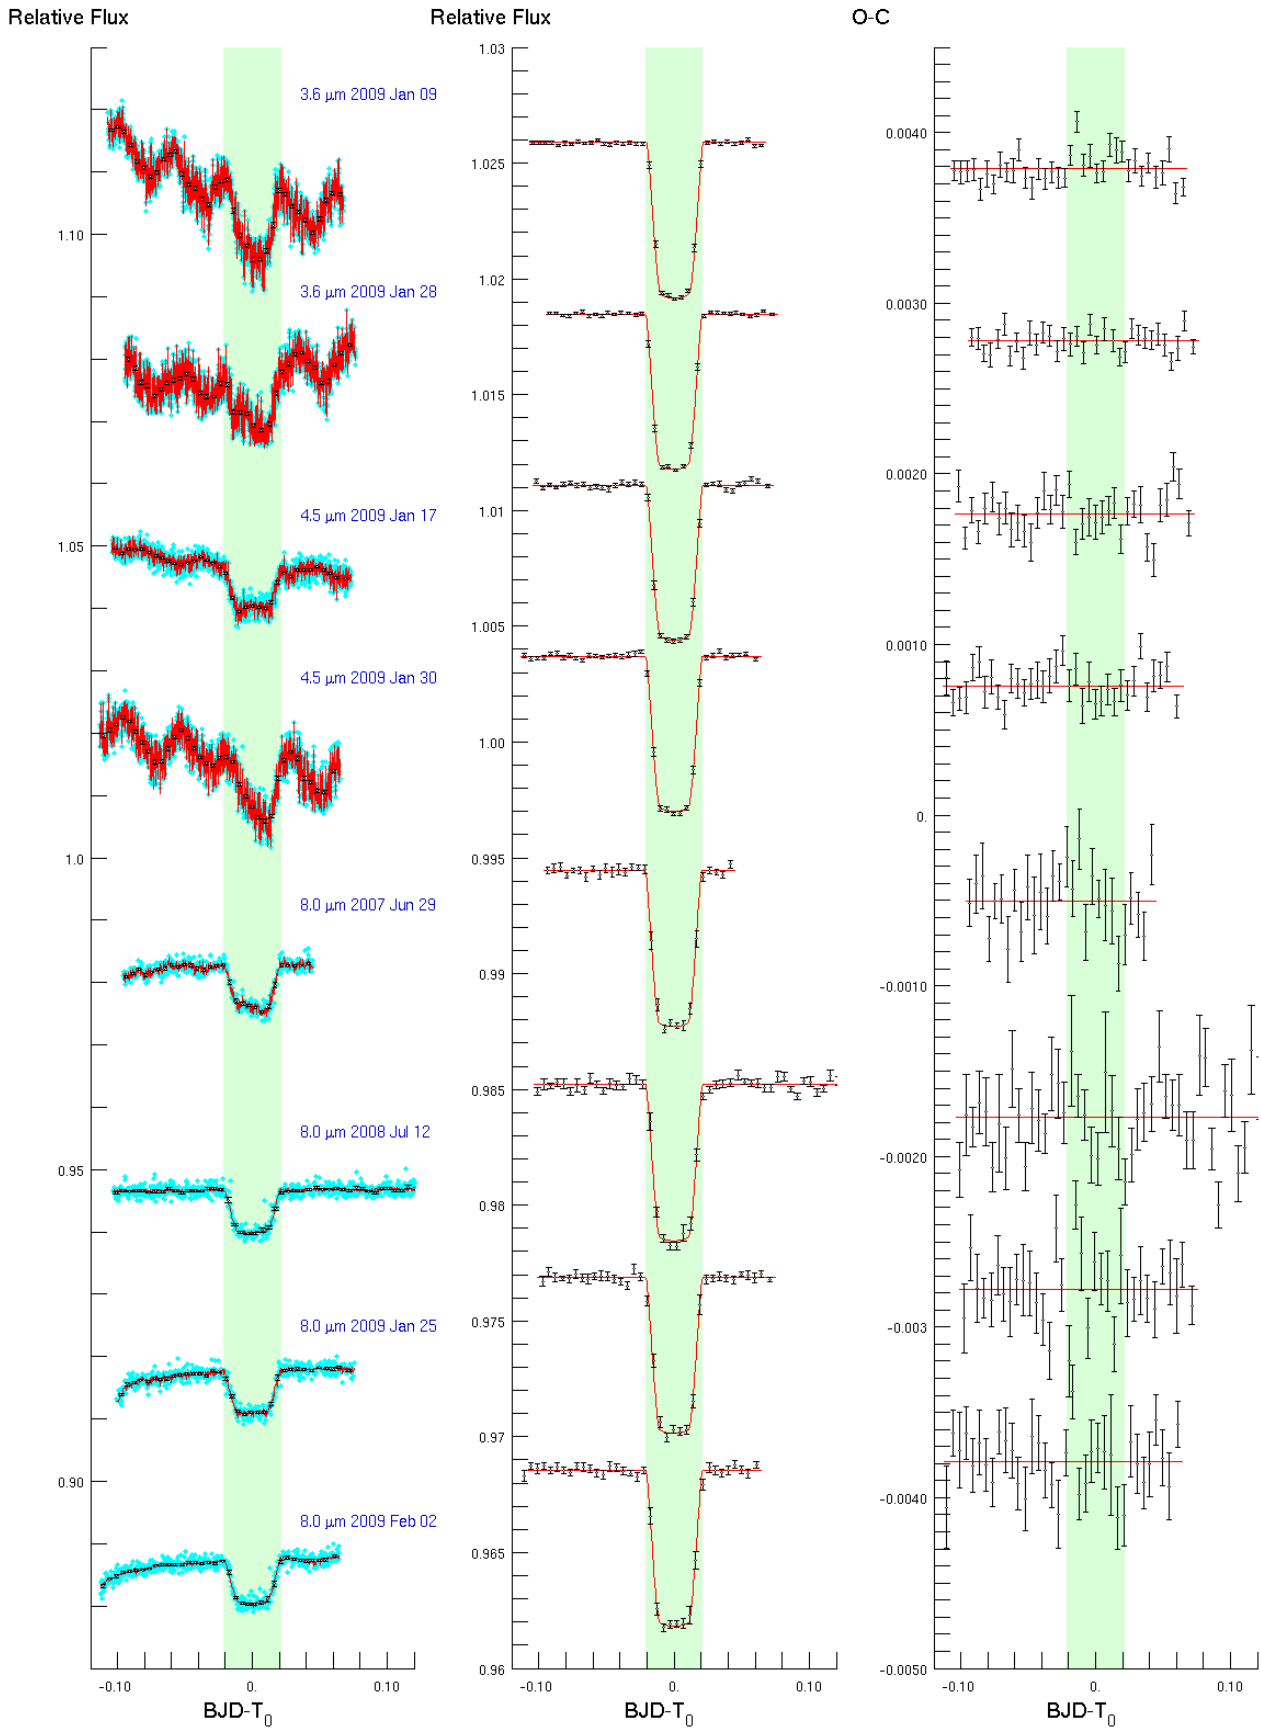 Relative Flux
3.6 μm 2009 Jan 09
1.10
3.6 μm 2009 Jan 28
4.5 μm 2009 Jan 17
1.05
4.5 μm 2009 Jan 30
1.0
8.0 μm 2007 Jun 29
8.0 μm 2008 Jul 12
0.95
8.0 μm 2009 Jan 25
0.90
8.0 μm 2009 Feb 02
-0.10 0. 0.10
BJD-T0
Relative Flux
1.03
1.025
1.02
1.015
1.01
1.005
1.00
0.995
0.99
0.985
0.98
0.975
0.97
0.965
0.96
-0.10 0. 0.10
BJD-T0
O-C
0.0040
0.0030
0.0020
0.0010
0.
-0.0010
-0.0020
-0.003
-0.0040
-0.0050
-0.10 0. 0.10
BJD-T0